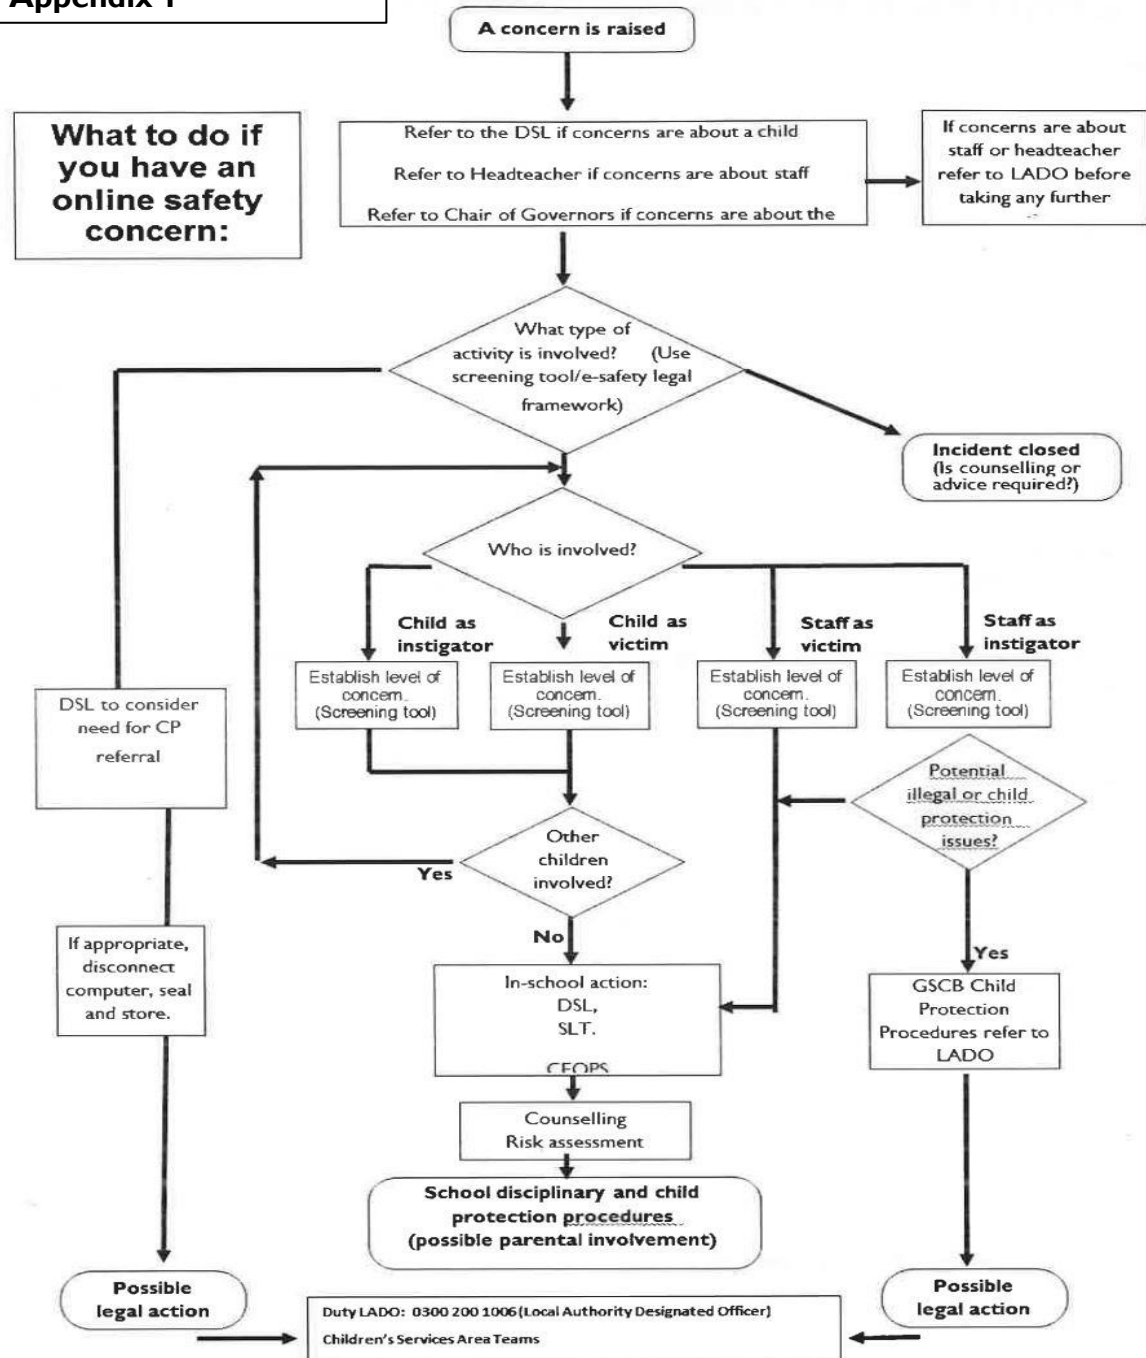 Appendix 1
A concern is raised
What to do if
you have an
online safety
concern:
Refer to the DSL if concerns are about a child
Refer to Headteacher if concerns are about staff
Refer to Chair of Governors if concerns are about the
If concerns are about
staff or headteacher
refer to LADO before
taking any further
What type of
activity is involved? (Use
screening tool/e-safety legal
framework)
Incident closed
(Is counselling or
advice required?)
Who is involved?
Child as
instigator
Child as
victim
Staff as
victim
Staff as
instigator
Establish level of
concern.
(Screening tool)
Establish level of
concern.
(Screening tool)
Establish level of
concern.
(Screening tool)
Establish level of
concern.
(Screening tool)
DSL to consider
need for CP
referral
Potential
illegal or child
protection
issues?
Other
children
involved?
Yes
No
Yes
If appropriate,
disconnect
computer, seal
and store.
In-school action:
DSL,
SLT.
CEOPS
GSCB Child
Protection
Procedures refer to
LADO
Counselling
Risk assessment
School disciplinary and child
protection procedures
(possible parental involvement)
Possible
legal action
Possible
legal action
Duty LADO: 0300 200 1006 (Local Authority Designated Officer)
Children's Services Area Teams